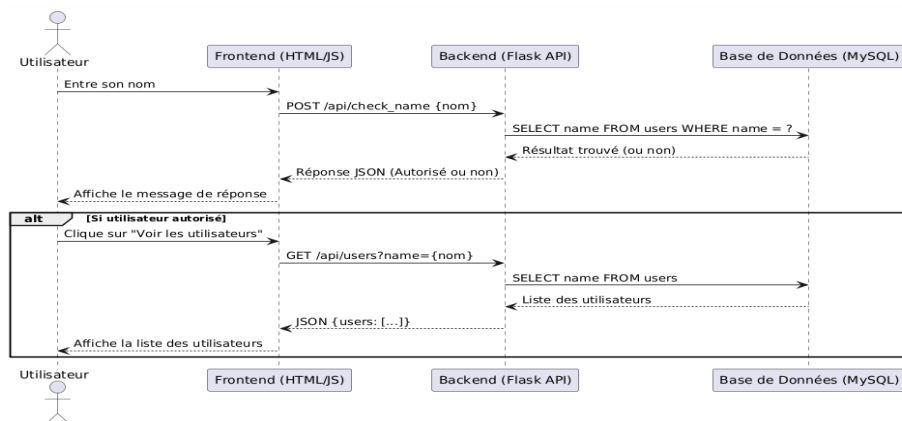 Utilisateur
Frontend (HTML/JS)
Backend (Flask API)
Base de Données (MySQL)
Entre son nom
POST /api/check_name {nom}
SELECT name FROM users WHERE name = ?
Résultat trouvé (ou non)
Réponse JSON (Autorisé ou non)
Affiche le message de réponse
alt
[Si utilisateur autorisé]
Clique sur "Voir les utilisateurs"
GET /api/users?name={nom}
SELECT name FROM users
Liste des utilisateurs
JSON {users: [...]}
Affiche la liste des utilisateurs
Utilisateur
Frontend (HTML/JS)
Backend (Flask API)
Base de Données (MySQL)